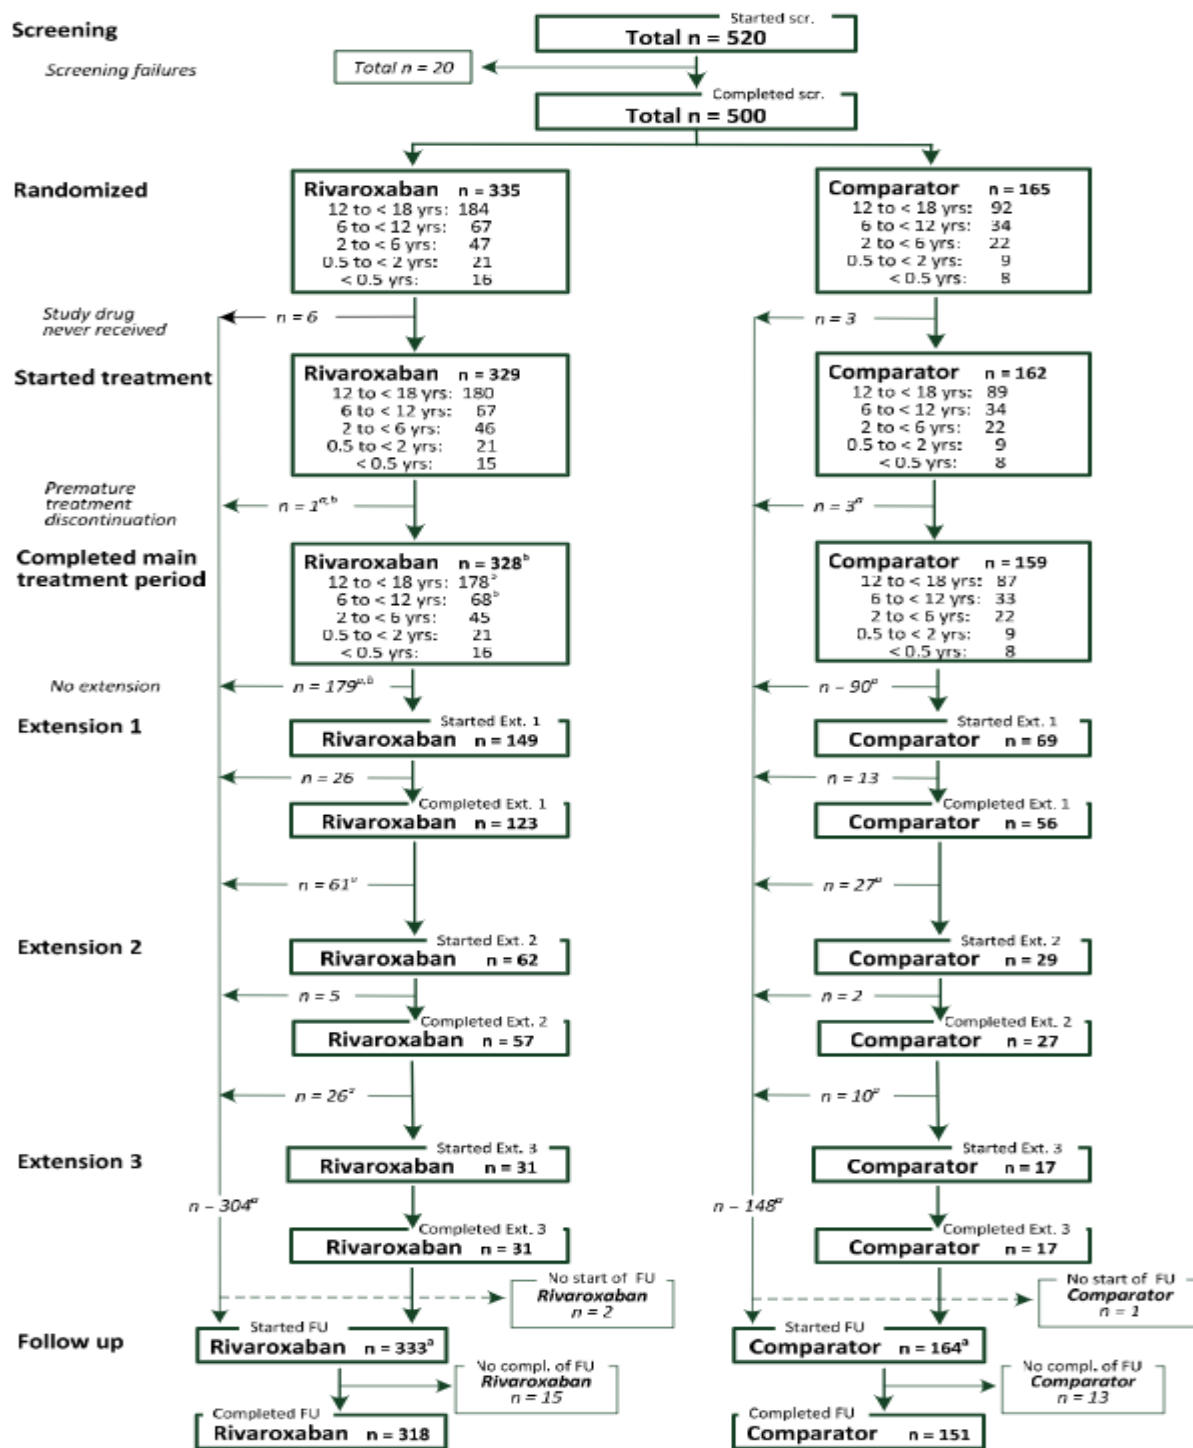 Screening
Started scr.
Total n = 520
Screening failures
Total n = 20
Completed scr.
Total n = 500
Randomized
Rivaroxaban n = 335
12 to < 18 yrs: 184
6 to < 12 yrs: 67
2 to < 6 yrs: 47
0.5 to < 2 yrs: 21
< 0.5 yrs: 16
Comparator n = 165
12 to < 18 yrs: 92
6 to < 12 yrs: 34
2 to < 6 yrs: 22
0.5 to < 2 yrs: 9
< 0.5 yrs: 8
Study drug
never received
n = 6
n = 3
Started treatment
Rivaroxaban n = 329
12 to < 18 yrs: 180
6 to < 12 yrs: 67
2 to < 6 yrs: 46
0.5 to < 2 yrs: 21
< 0.5 yrs: 15
Comparator n = 162
12 to < 18 yrs: 89
6 to < 12 yrs: 34
2 to < 6 yrs: 22
0.5 to < 2 yrs: 9
< 0.5 yrs: 8
Premature
treatment
discontinuation
n = 1a,b
n = 3a
Completed main
treatment period
Rivaroxaban n = 328b
12 to < 18 yrs: 178a
6 to < 12 yrs: 68b
2 to < 6 yrs: 45
0.5 to < 2 yrs: 21
< 0.5 yrs: 16
Comparator n = 159
12 to < 18 yrs: 87
6 to < 12 yrs: 33
2 to < 6 yrs: 22
0.5 to < 2 yrs: 9
< 0.5 yrs: 8
No extension
n = 179a,b
n = 90a
Extension 1
Started Ext. 1
Rivaroxaban n = 149
Started Ext. 1
Comparator n = 69
n = 26
n = 13
Completed Ext. 1
Rivaroxaban n = 123
Completed Ext. 1
Comparator n = 56
n = 61a
n = 27a
Extension 2
Started Ext. 2
Rivaroxaban n = 62
Started Ext. 2
Comparator n = 29
n = 5
n = 2
Completed Ext. 2
Rivaroxaban n = 57
Completed Ext. 2
Comparator n = 27
n = 26a
n = 10a
Extension 3
Started Ext. 3
Rivaroxaban n = 31
Started Ext. 3
Comparator n = 17
n = 304a
n = 148a
Completed Ext. 3
Rivaroxaban n = 31
Completed Ext. 3
Comparator n = 17
No start of FU
Rivaroxaban
n = 2
No start of FU
Comparator
n = 1
Follow up
Started FU
Rivaroxaban n = 333a
Started FU
Comparator n = 164a
No compl. of FU
Rivaroxaban
n = 15
No compl. of FU
Comparator
n = 13
Completed FU
Rivaroxaban n = 318
Completed FU
Comparator n = 151